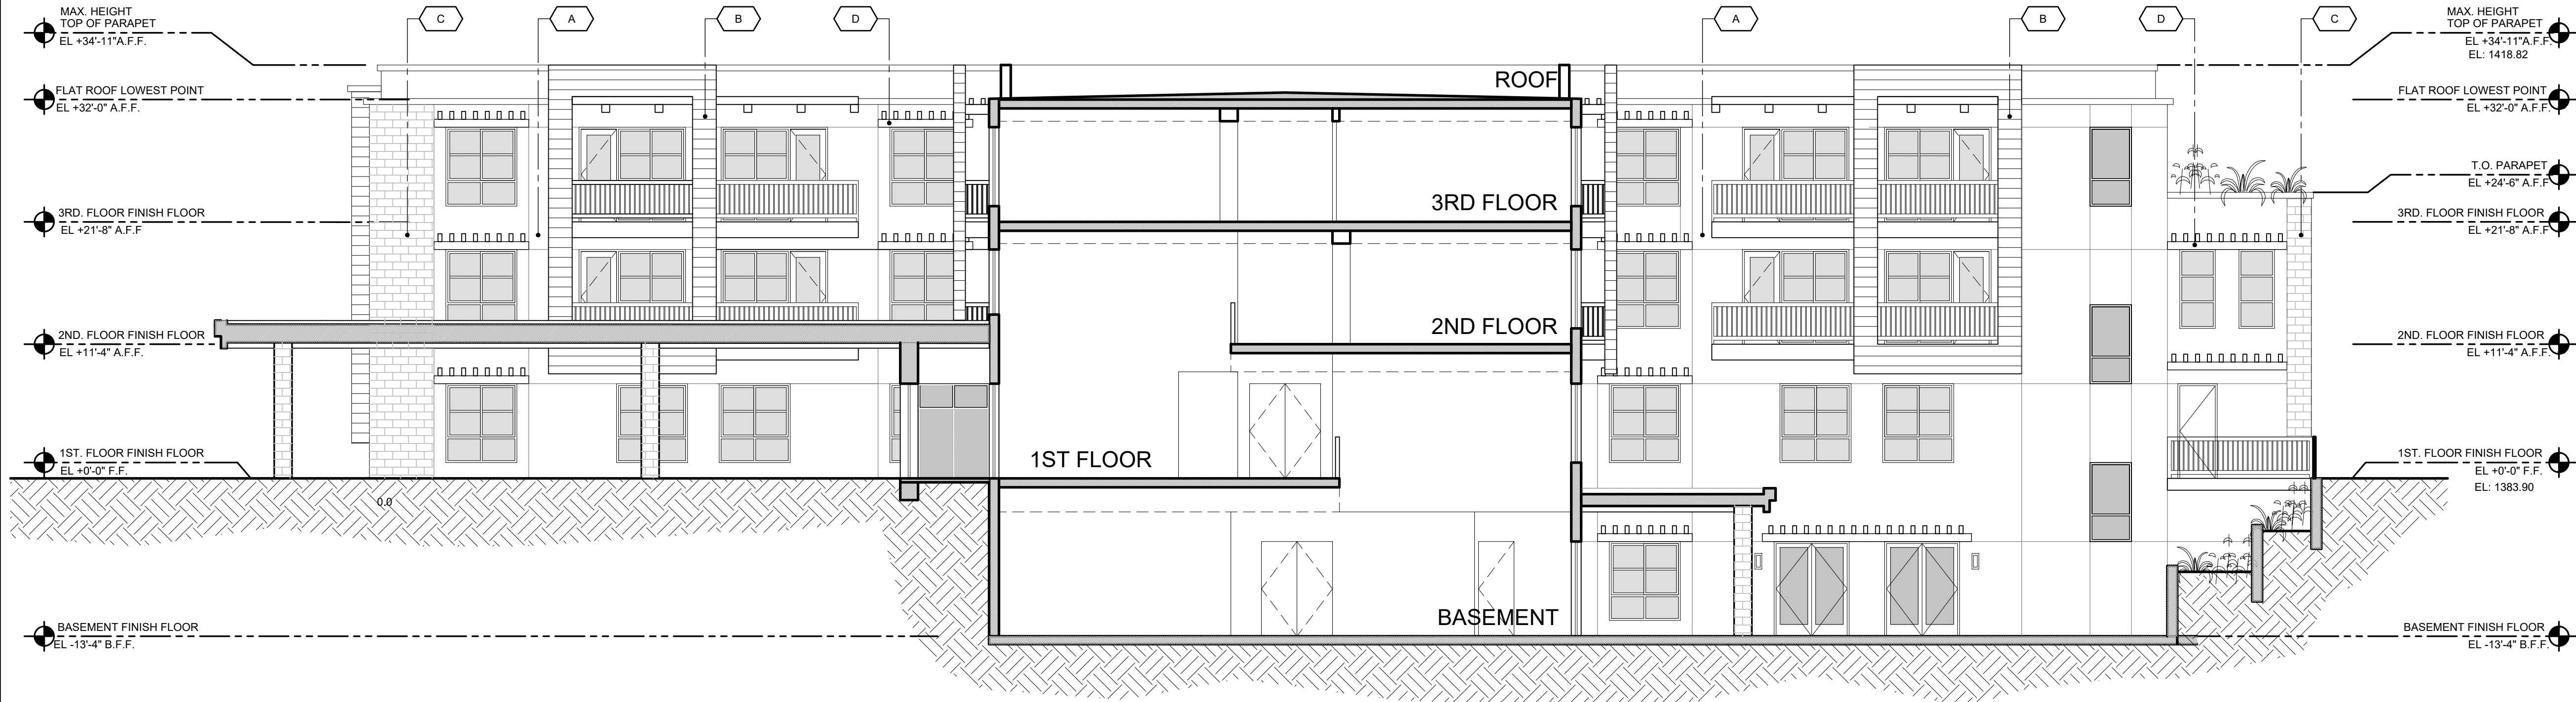 MAX. HEIGHT
TOP OF PARAPET
EL +34'-11"A.F.F.
C
A
B
D
A
B
D
C
MAX. HEIGHT
TOP OF PARAPET
EL +34'-11"A.F.F.
EL: 1418.82
ROOF
FLAT ROOF LOWEST POINT
EL +32'-0" A.F.F.
FLAT ROOF LOWEST POINT
EL +32'-0" A.F.F.
T.O. PARAPET
EL +24'-6" A.F.F
3RD. FLOOR FINISH FLOOR
EL +21'-8" A.F.F
3RD FLOOR
3RD. FLOOR FINISH FLOOR
EL +21'-8" A.F.F
2ND. FLOOR FINISH FLOOR
EL +11'-4" A.F.F.
2ND FLOOR
2ND. FLOOR FINISH FLOOR
EL +11'-4" A.F.F.
1ST. FLOOR FINISH FLOOR
EL +0'-0" F.F.
0.0
1ST FLOOR
1ST. FLOOR FINISH FLOOR
EL +0'-0" F.F.
EL: 1383.90
BASEMENT FINISH FLOOR
EL -13'-4" B.F.F.
BASEMENT
BASEMENT FINISH FLOOR
EL -13'-4" B.F.F.